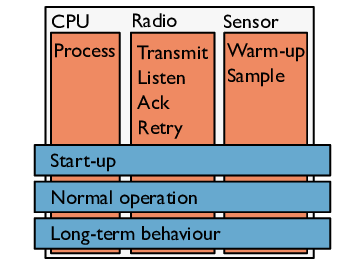 CPU
Radio
Sensor
Process
Transmit
Listen
Ack
Retry
Warm-up
Sample
Start-up
Normal operation
Long-term behaviour